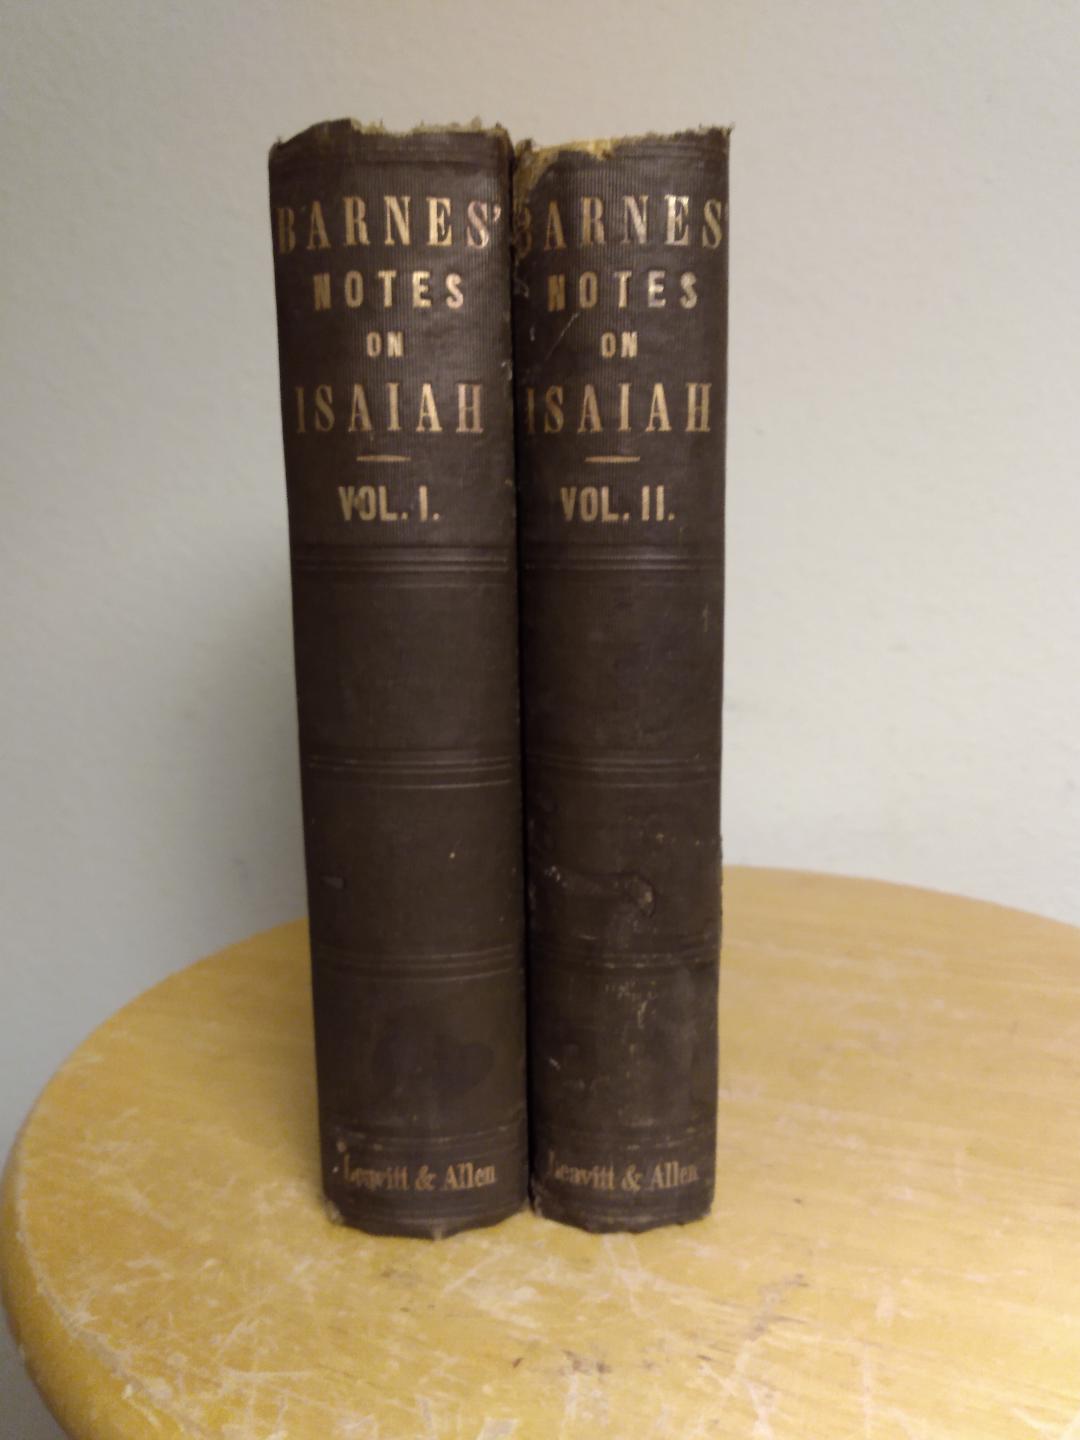 BARNES'
NOTES
ON
ISAIAH
VOL. I.
Leavitt & Allen
BARNES'
NOTES
ON
ISAIAH
VOL. II.
Leavitt & Allen